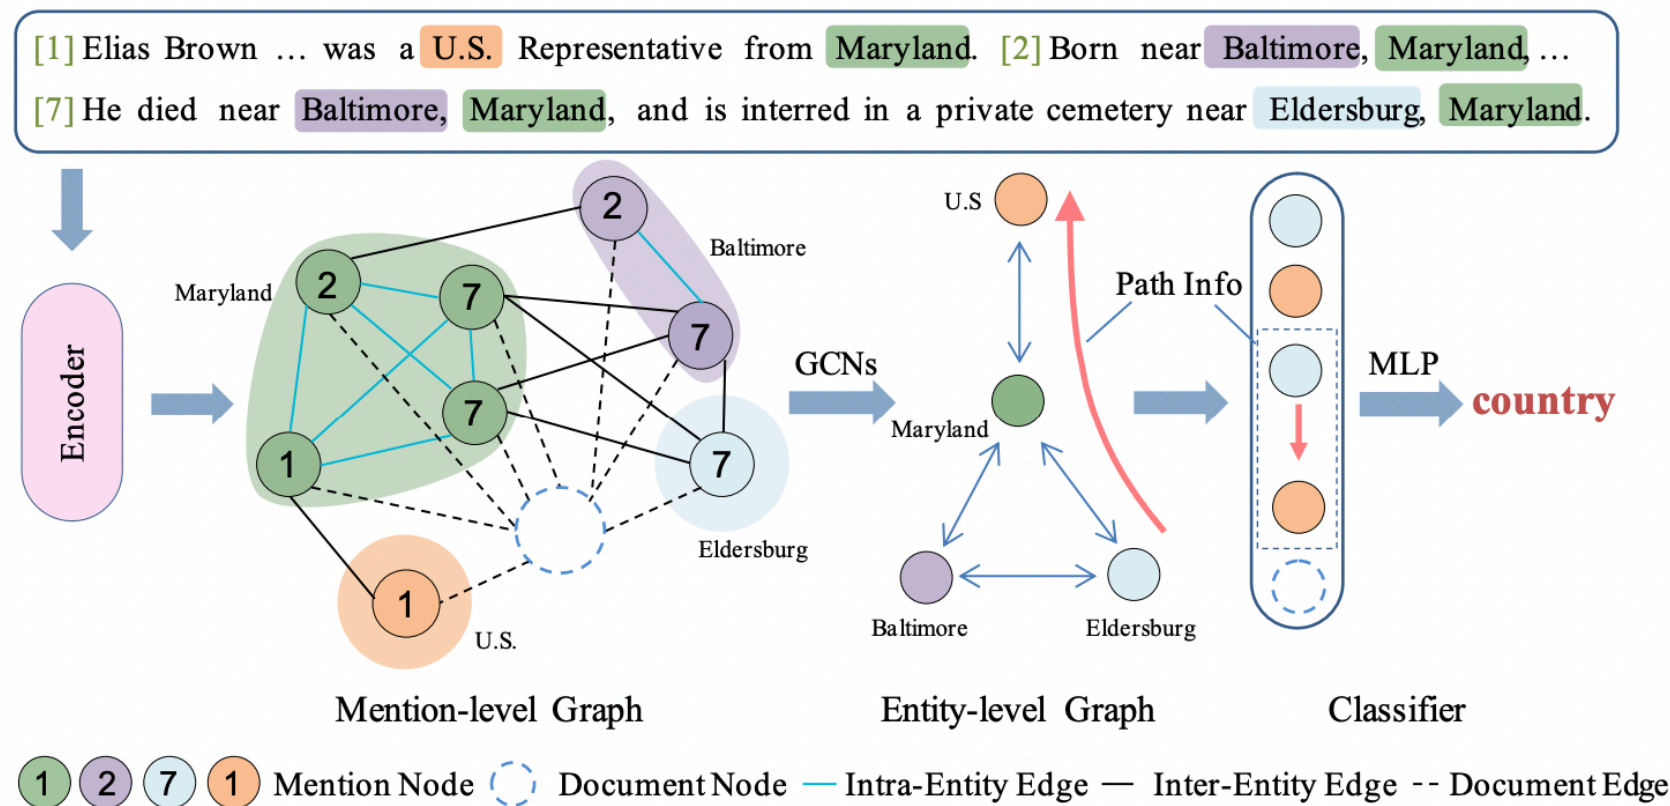 [1] Elias Brown … was a U.S. Representative from Maryland. [2] Born near Baltimore, Maryland, …
[7] He died near Baltimore, Maryland, and is interred in a private cemetery near Eldersburg, Maryland.
Encoder
Maryland
2
7
7
1
2
7
Baltimore
7
Eldersburg
1
U.S.
Mention-level Graph
GCNs
U.S
Maryland
Baltimore
Eldersburg
Entity-level Graph
Path Info
Classifier
MLP
country
1 2 7 1 Mention Node Document Node Intra-Entity Edge Inter-Entity Edge Document Edge